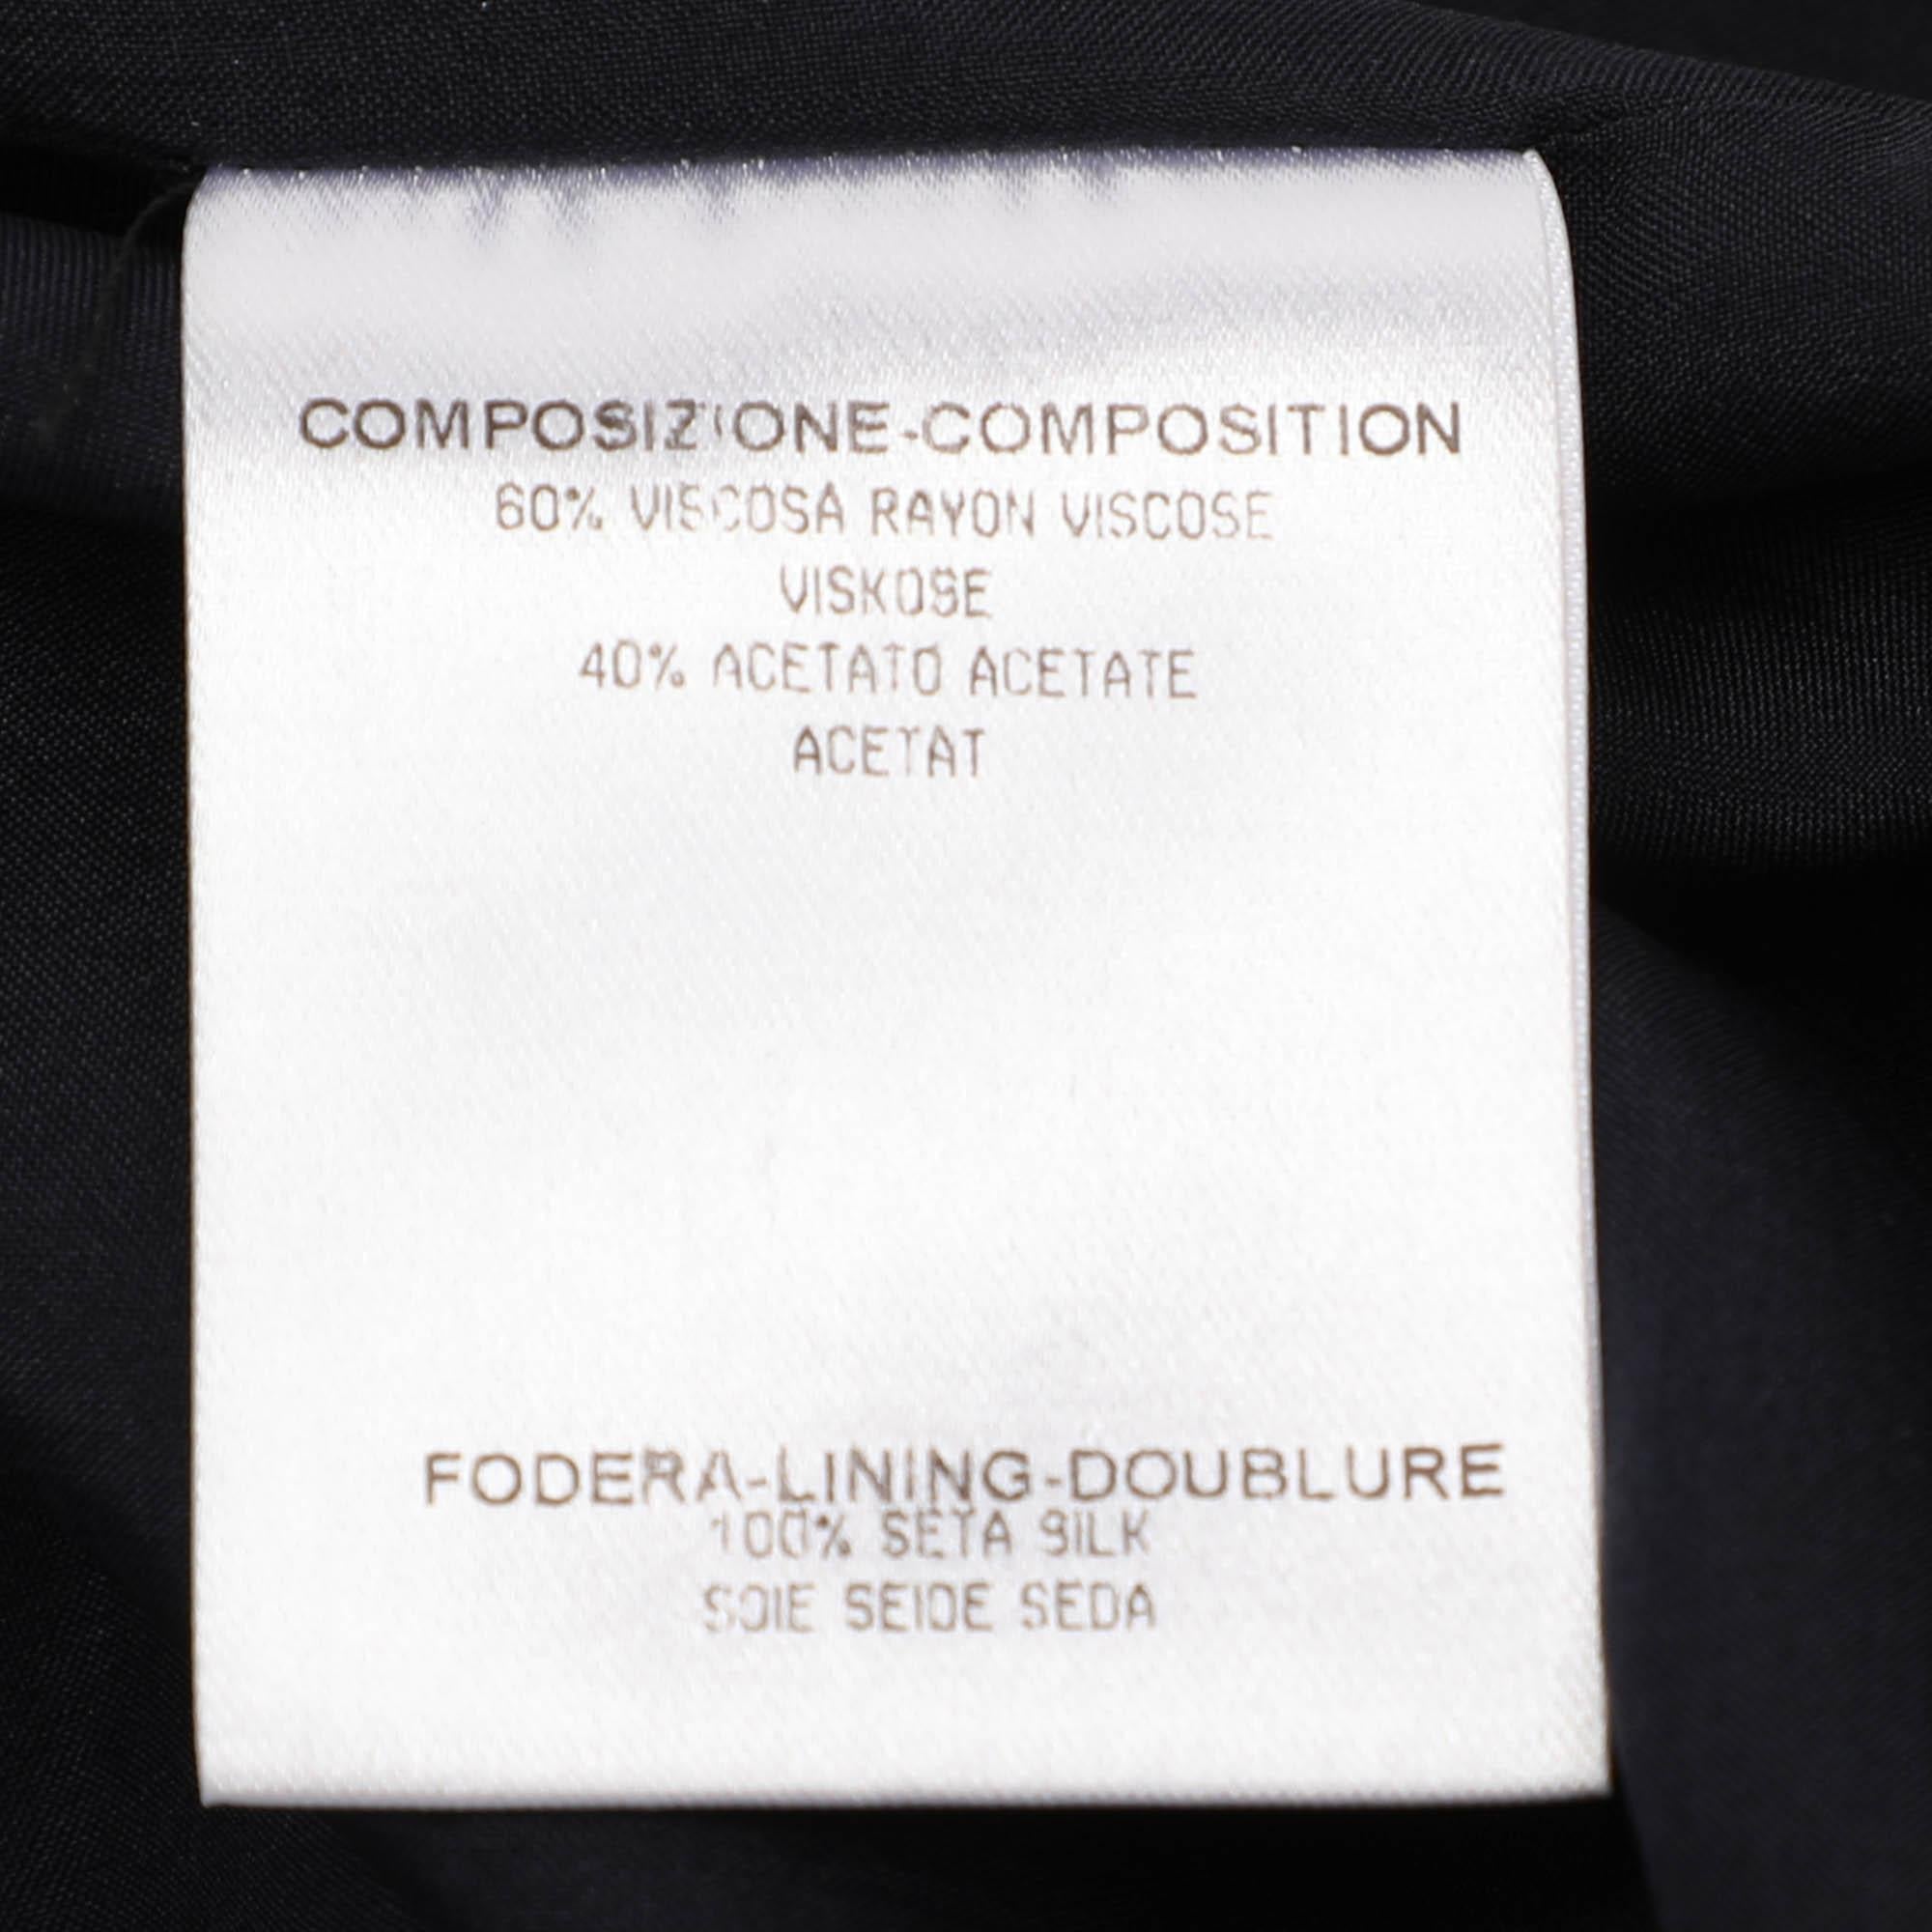 COMPOSIZIONE-COMPOSITION
60% VISCOSA RAYON VISCOSE
VISKOSE
40% ACETATO ACETATE
ACETAT
FODERA-LINING-DOUBLURE
100% SETA SILK
SOIE SEIDE SEDA